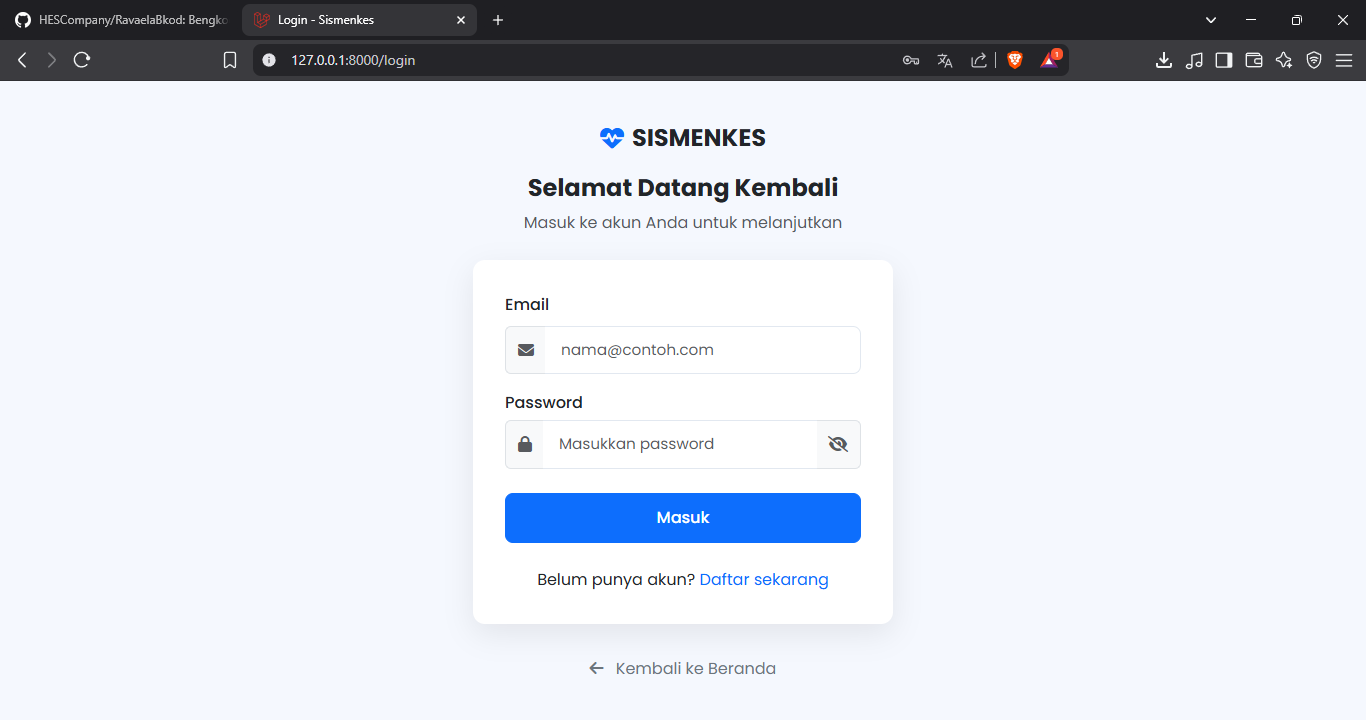 HESCompany/RavaelaBkod: Bengko
Login - Sismenkes
127.0.0.1:8000/login
1
SISMENKES
Selamat Datang Kembali
Masuk ke akun Anda untuk melanjutkan
Email
nama@contoh.com
Password
Masukkan password
Masuk
Belum punya akun? Daftar sekarang
Kembali ke Beranda